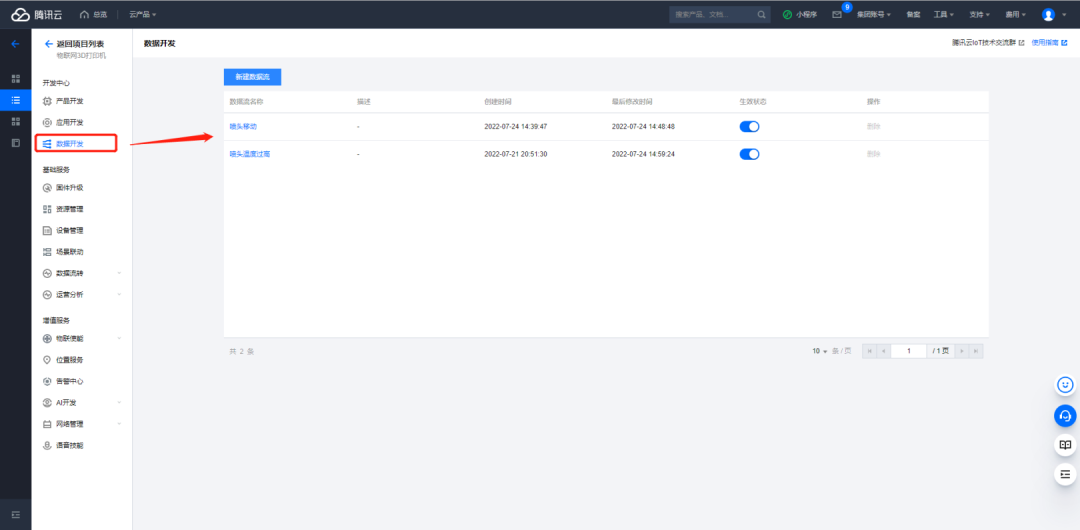 腾讯云 总览 云产品 搜索产品、文档... 小程序 9 集团账号 备案 工具 支持 费用
返回项目列表
物联网3D打印机
数据开发
腾讯云IoT技术交流群 使用指南
开发中心
产品开发
应用开发
数据开发
基础服务
固件升级
资源管理
设备管理
场景联动
数据流转
运营分析
增值服务
物联使能
位置服务
告警中心
AI开发
网络管理
语音技能
新建数据流
数据流名称 描述 创建时间 最后修改时间 生效状态 操作
喷头移动 - 2022-07-24 14:39:47 2022-07-24 14:48:48 删除
喷头温度过高 - 2022-07-21 20:51:30 2022-07-24 14:59:24 删除
共 2 条 10 条 / 页 1 / 1 页